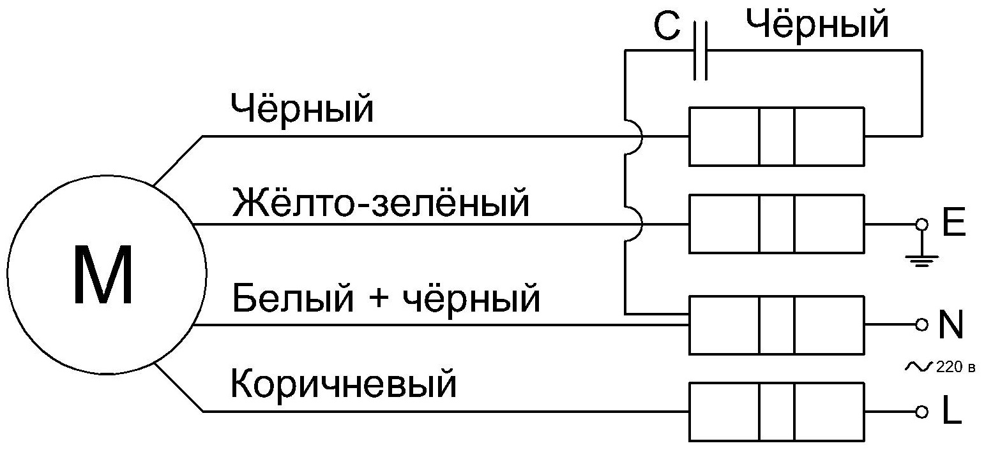 C Чёрный
Чёрный
Жёлто-зелёный E
M
Белый + чёрный N
220 в
Коричневый L